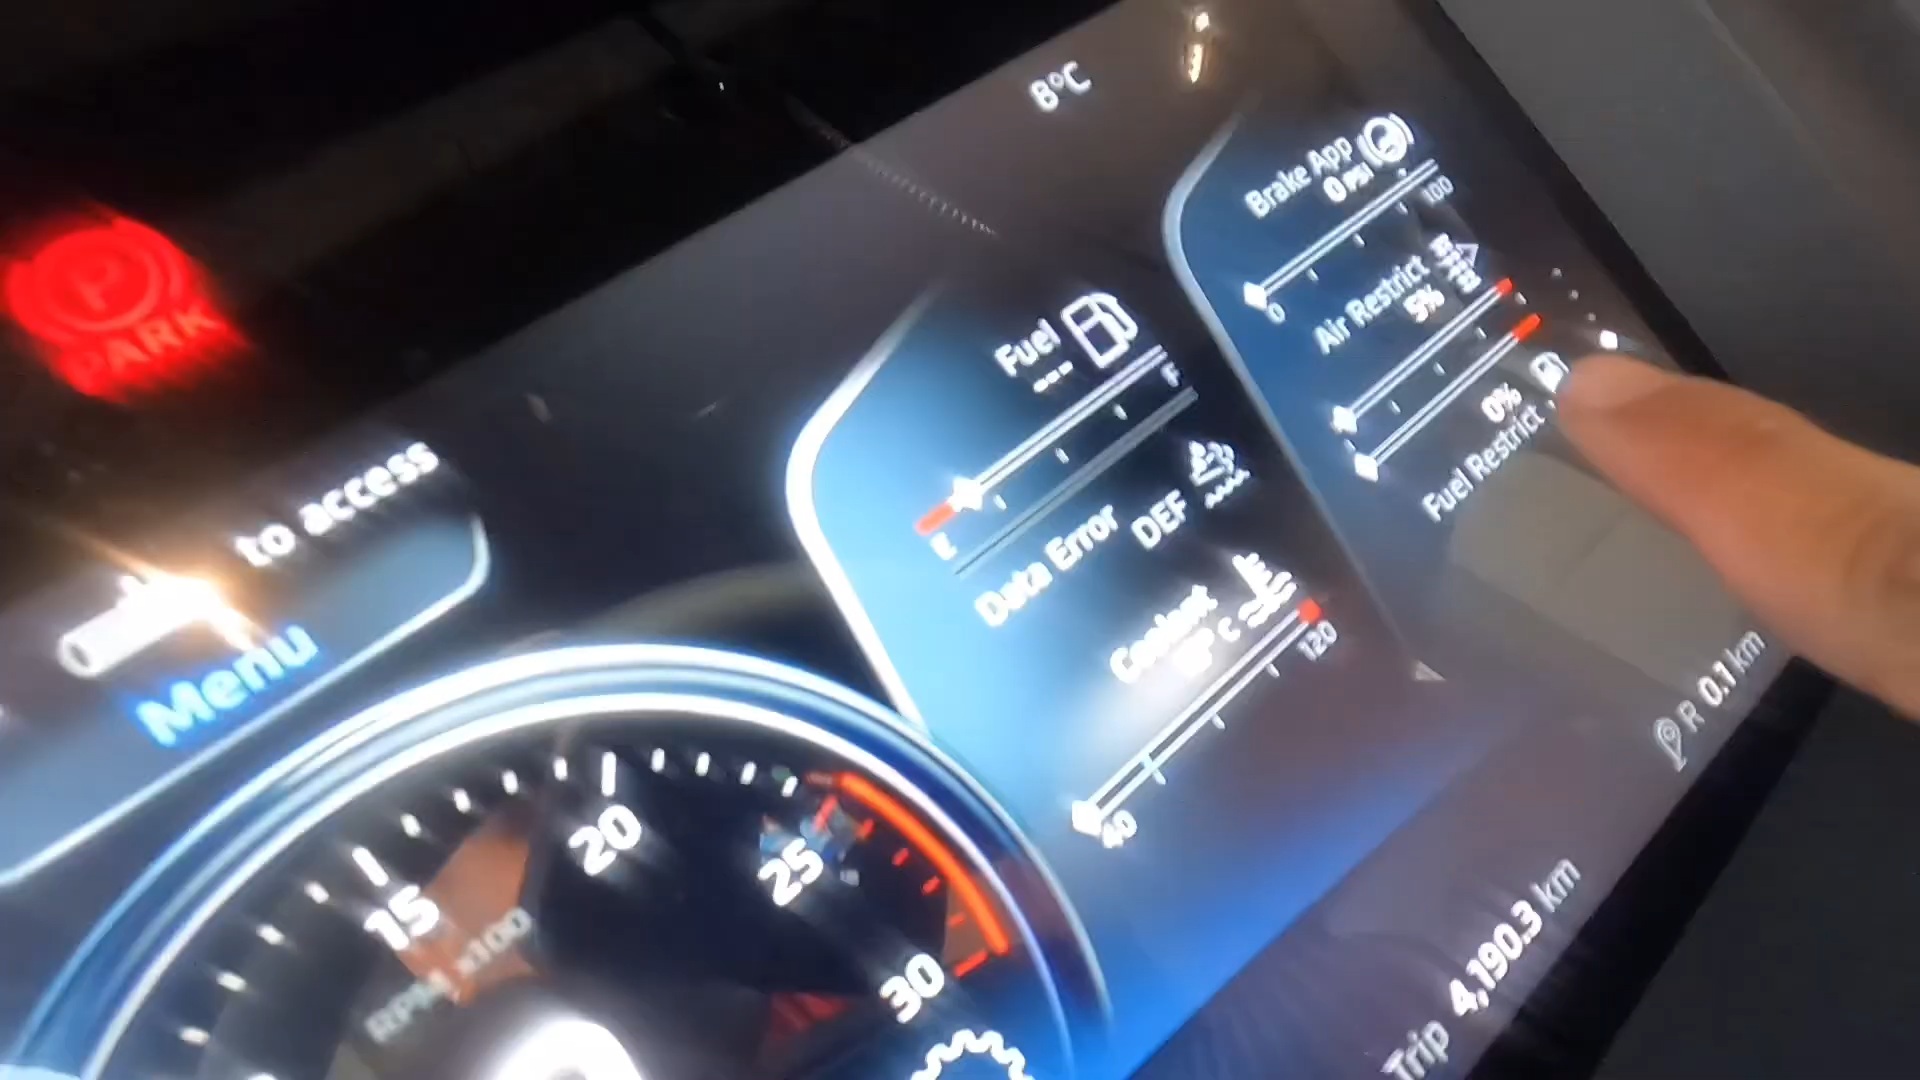 8°C
PARK
to access
Menu
Brake App
0 PSI
0
100
Air Restrict
5%
0%
Fuel Restrict
Fuel
---
E
F
Data Error
DEF
Coolant
° C
40
120
15
20
25
30
RPM x100
R 0.1 km
Trip 4,190.3 km